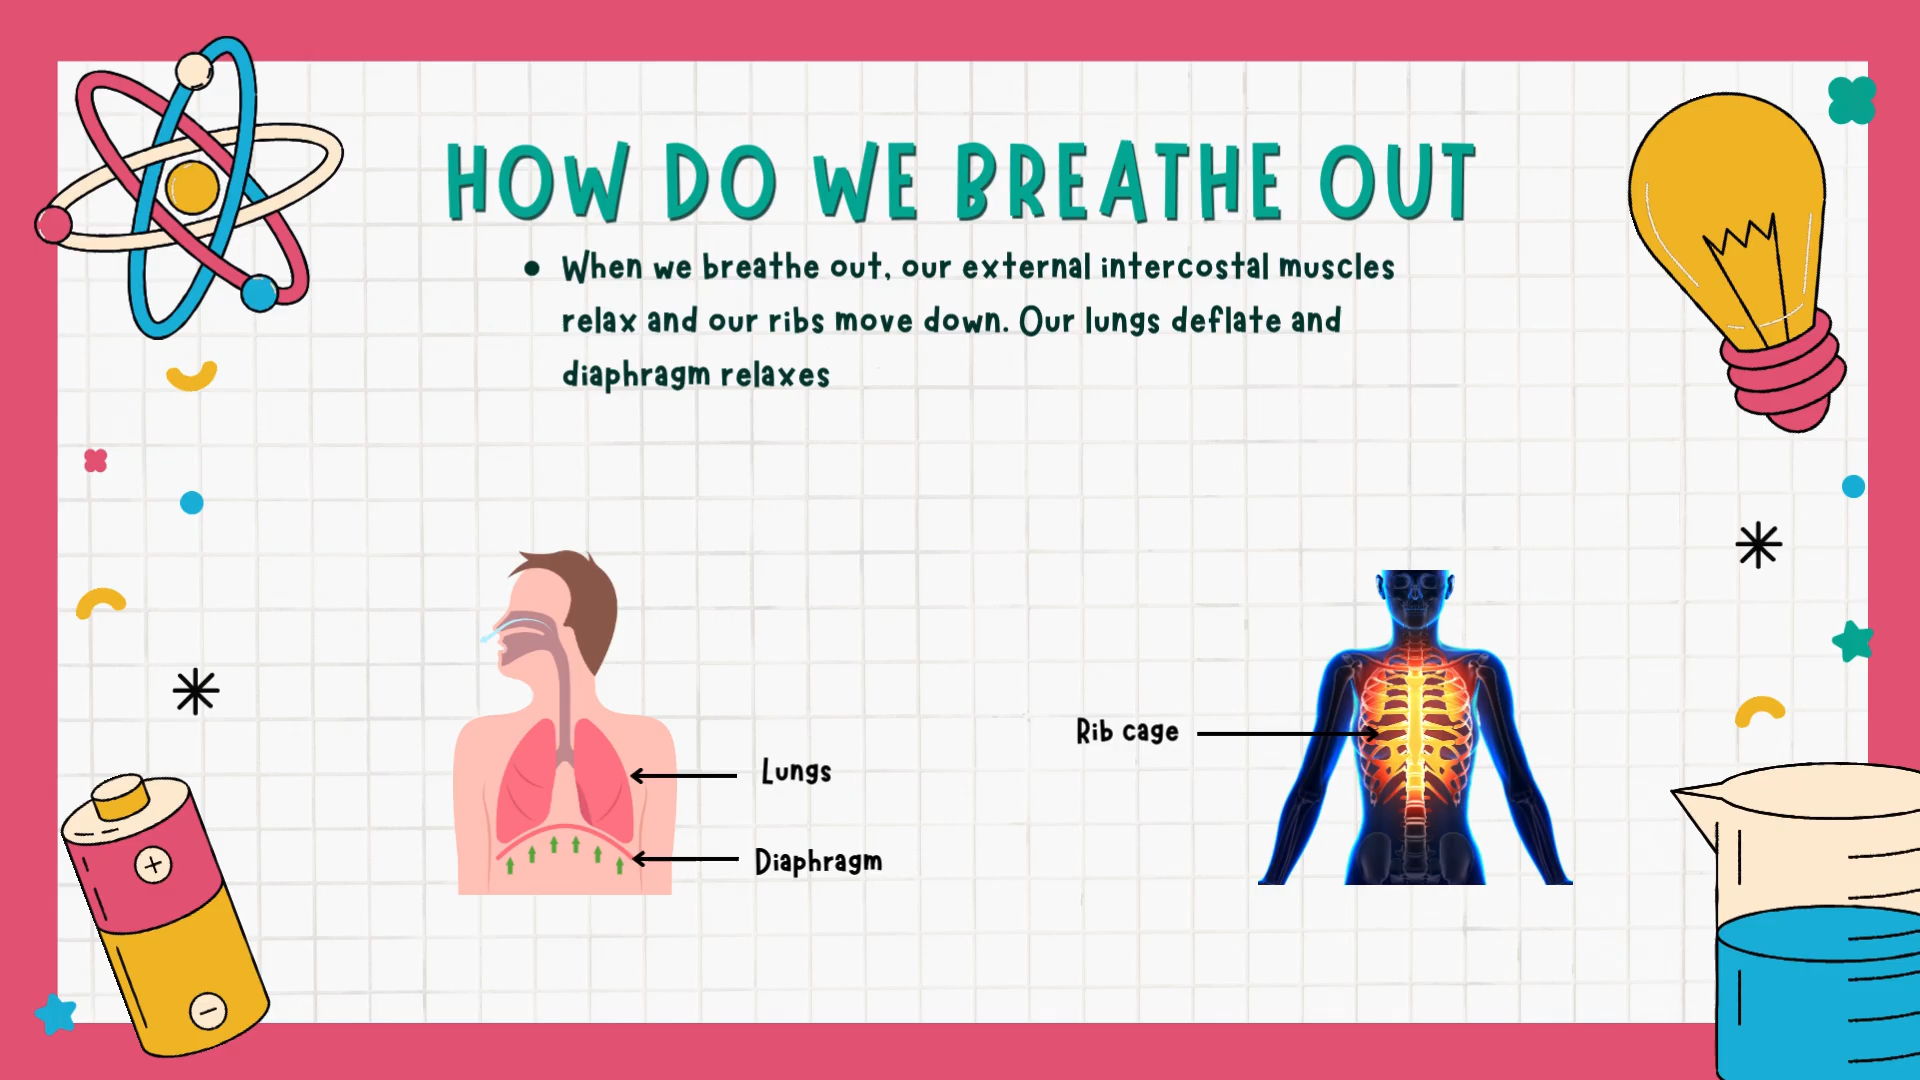 HOW DO WE BREATHE OUT
• When we breathe out, our external intercostal muscles
relax and our ribs move down. Our lungs deflate and
diaphragm relaxes
Rib cage
Lungs
Diaphragm
+
−